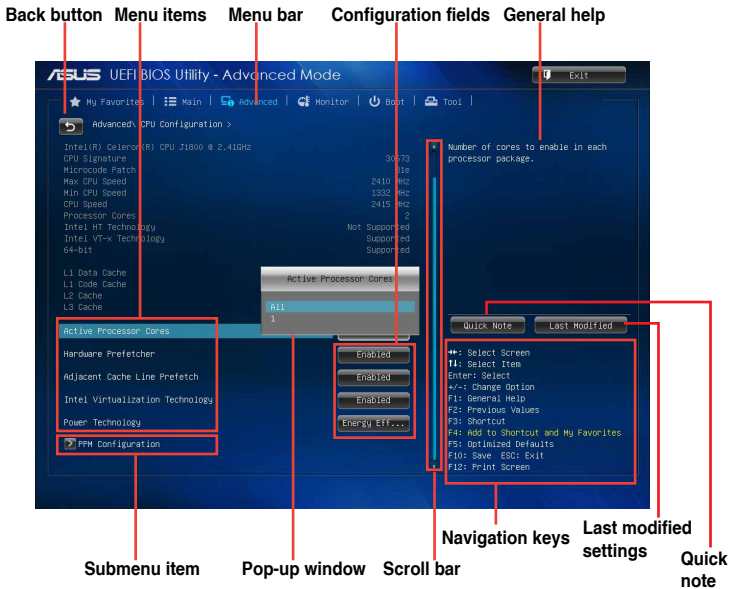 Back button Menu items Menu bar Configuration fields General help
ASUS UEFI BIOS Utility - Advanced Mode
Exit
My Favorites Main Advanced Monitor Boot Tool
Advanced\ CPU Configuration >
Intel(R) Celeron(R) CPU J1800 @ 2.41GHz
CPU Signature 30673
Microcode Patch 31e
Max CPU Speed 2410 MHz
Min CPU Speed 1332 MHz
CPU Speed 2415 MHz
Processor Cores 2
Intel HT Technology Not Supported
Intel VT-x Technology Supported
64-bit Supported
L1 Data Cache
L1 Code Cache
L2 Cache
L3 Cache
Active Processor Cores
Hardware Prefetcher Enabled
Adjacent Cache Line Prefetch Enabled
Intel Virtualization Technology Enabled
Power Technology Energy Eff...
PPM Configuration
Active Processor Cores
All
1
Number of cores to enable in each
processor package.
Quick Note Last Modified
→←: Select Screen
↑↓: Select Item
Enter: Select
+/-: Change Option
F1: General Help
F2: Previous Values
F3: Shortcut
F4: Add to Shortcut and My Favorites
F5: Optimized Defaults
F10: Save ESC: Exit
F12: Print Screen
Submenu item Pop-up window Scroll bar
Navigation keys
Last modified
settings
Quick
note